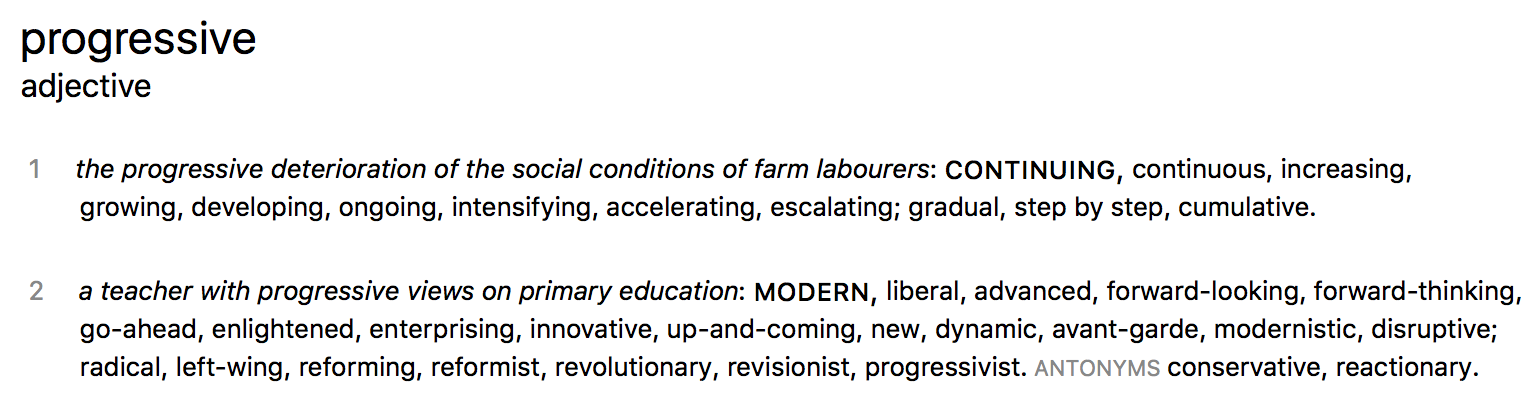 progressive
adjective
1 the progressive deterioration of the social conditions of farm labourers: CONTINUING, continuous, increasing,
growing, developing, ongoing, intensifying, accelerating, escalating; gradual, step by step, cumulative.
2 a teacher with progressive views on primary education: MODERN, liberal, advanced, forward-looking, forward-thinking,
go-ahead, enlightened, enterprising, innovative, up-and-coming, new, dynamic, avant-garde, modernistic, disruptive;
radical, left-wing, reforming, reformist, revolutionary, revisionist, progressivist. ANTONYMS conservative, reactionary.